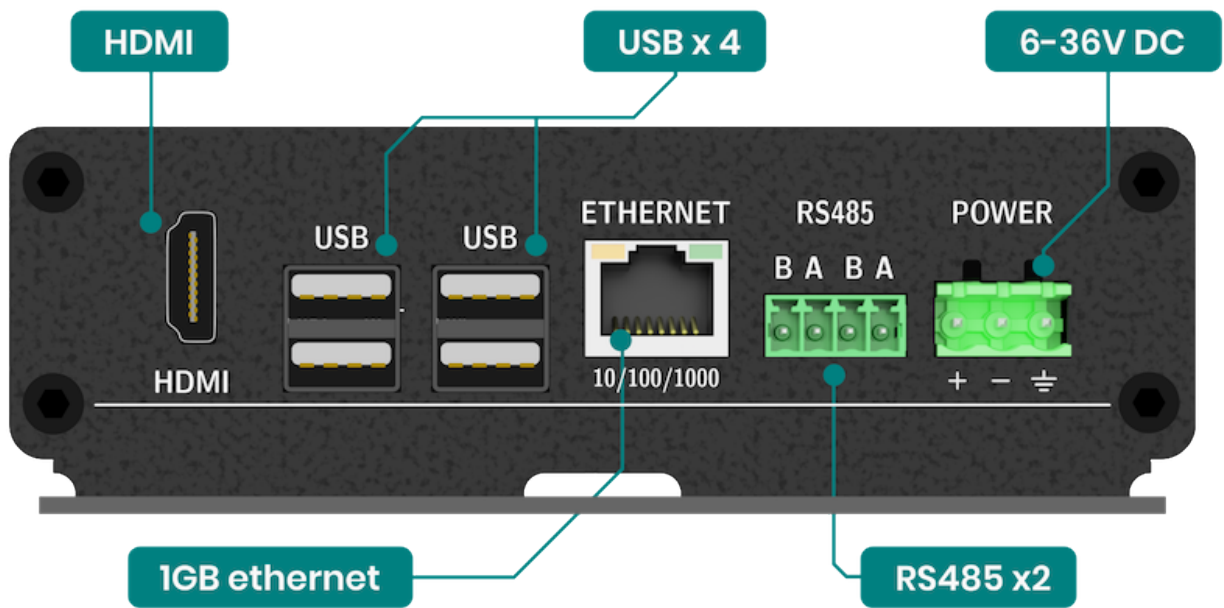 HDMI
USB x 4
6-36V DC
USB
USB
ETHERNET
RS485
POWER
B A B A
HDMI
10/100/1000
+ −
1GB ethernet
RS485 x2